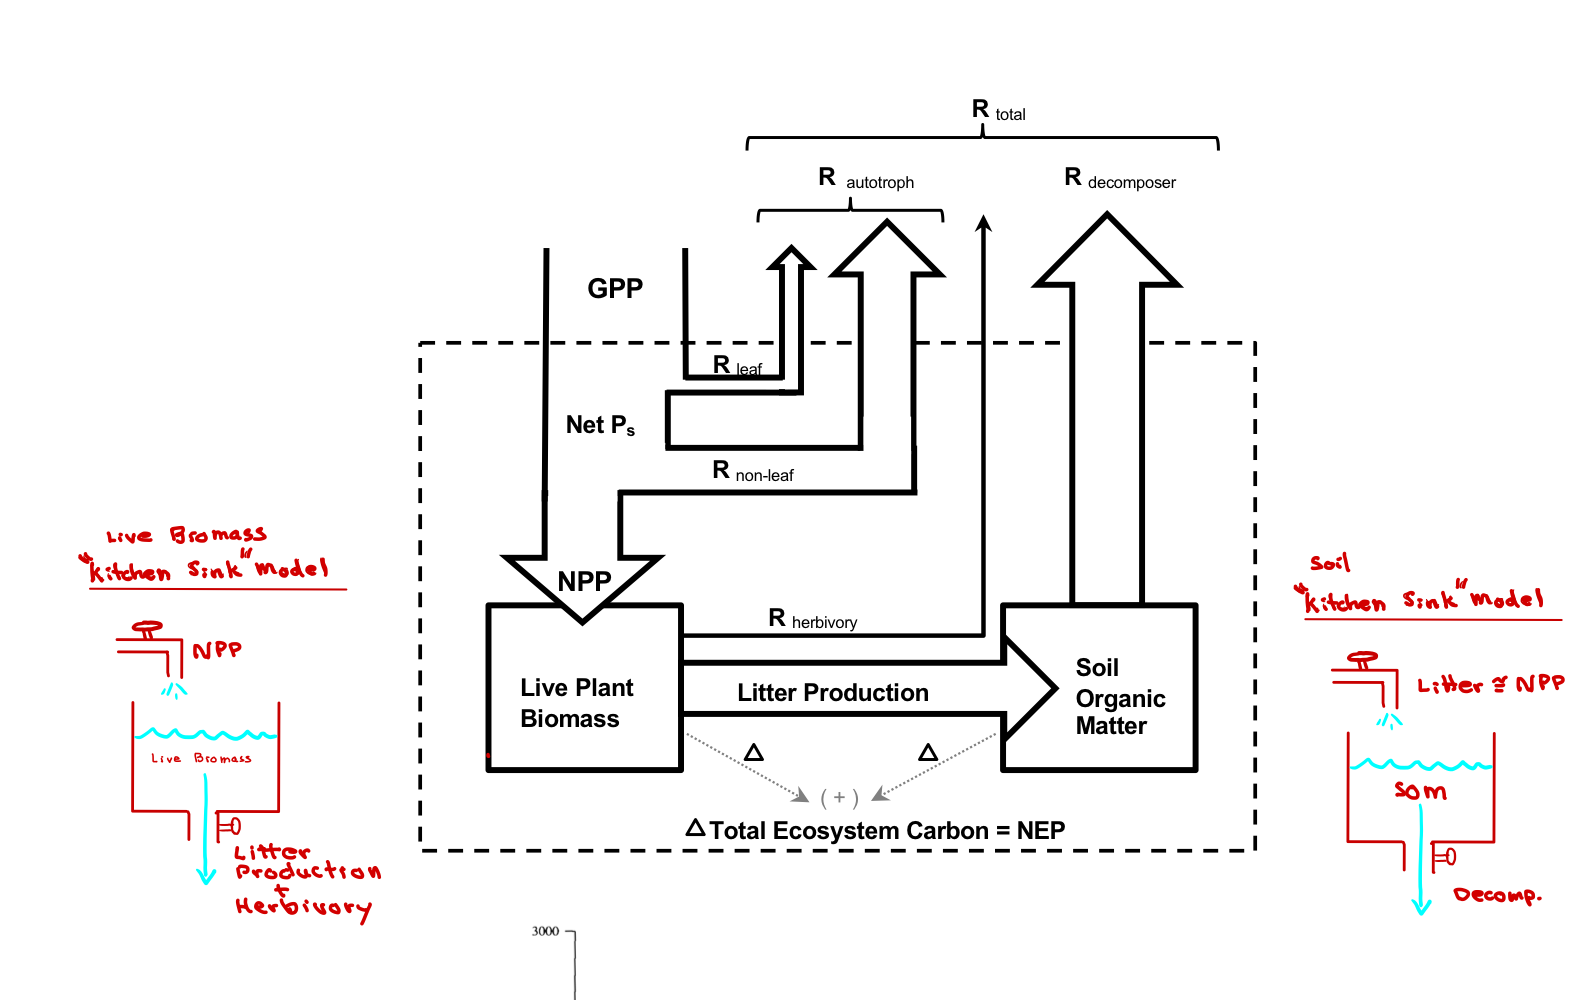 R total
R autotroph
R decomposer
GPP
R leaf
Net Ps
R non-leaf
NPP
R herbivory
Live Plant
Biomass
Litter Production
Soil
Organic
Matter
Δ
Δ
(+)
Δ Total Ecosystem Carbon = NEP
Live Biomass
"Kitchen Sink" Model
NPP
Live Biomass
Litter
Production
+
Herbivory
Soil
"Kitchen Sink" Model
Litter ≅ NPP
SOM
Decomp.
3000